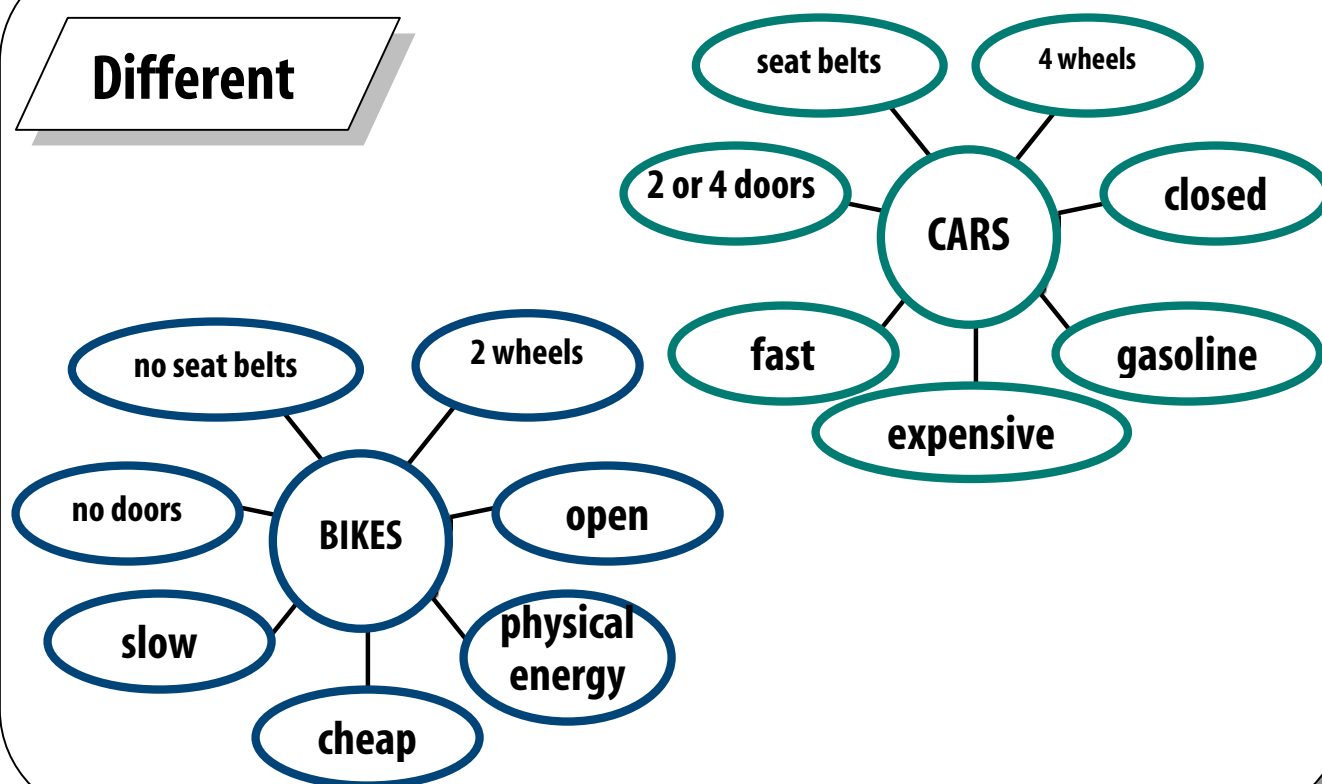 Different
seat belts
4 wheels
2 or 4 doors
closed
CARS
fast
gasoline
expensive
no seat belts
2 wheels
no doors
open
BIKES
slow
physical
energy
cheap